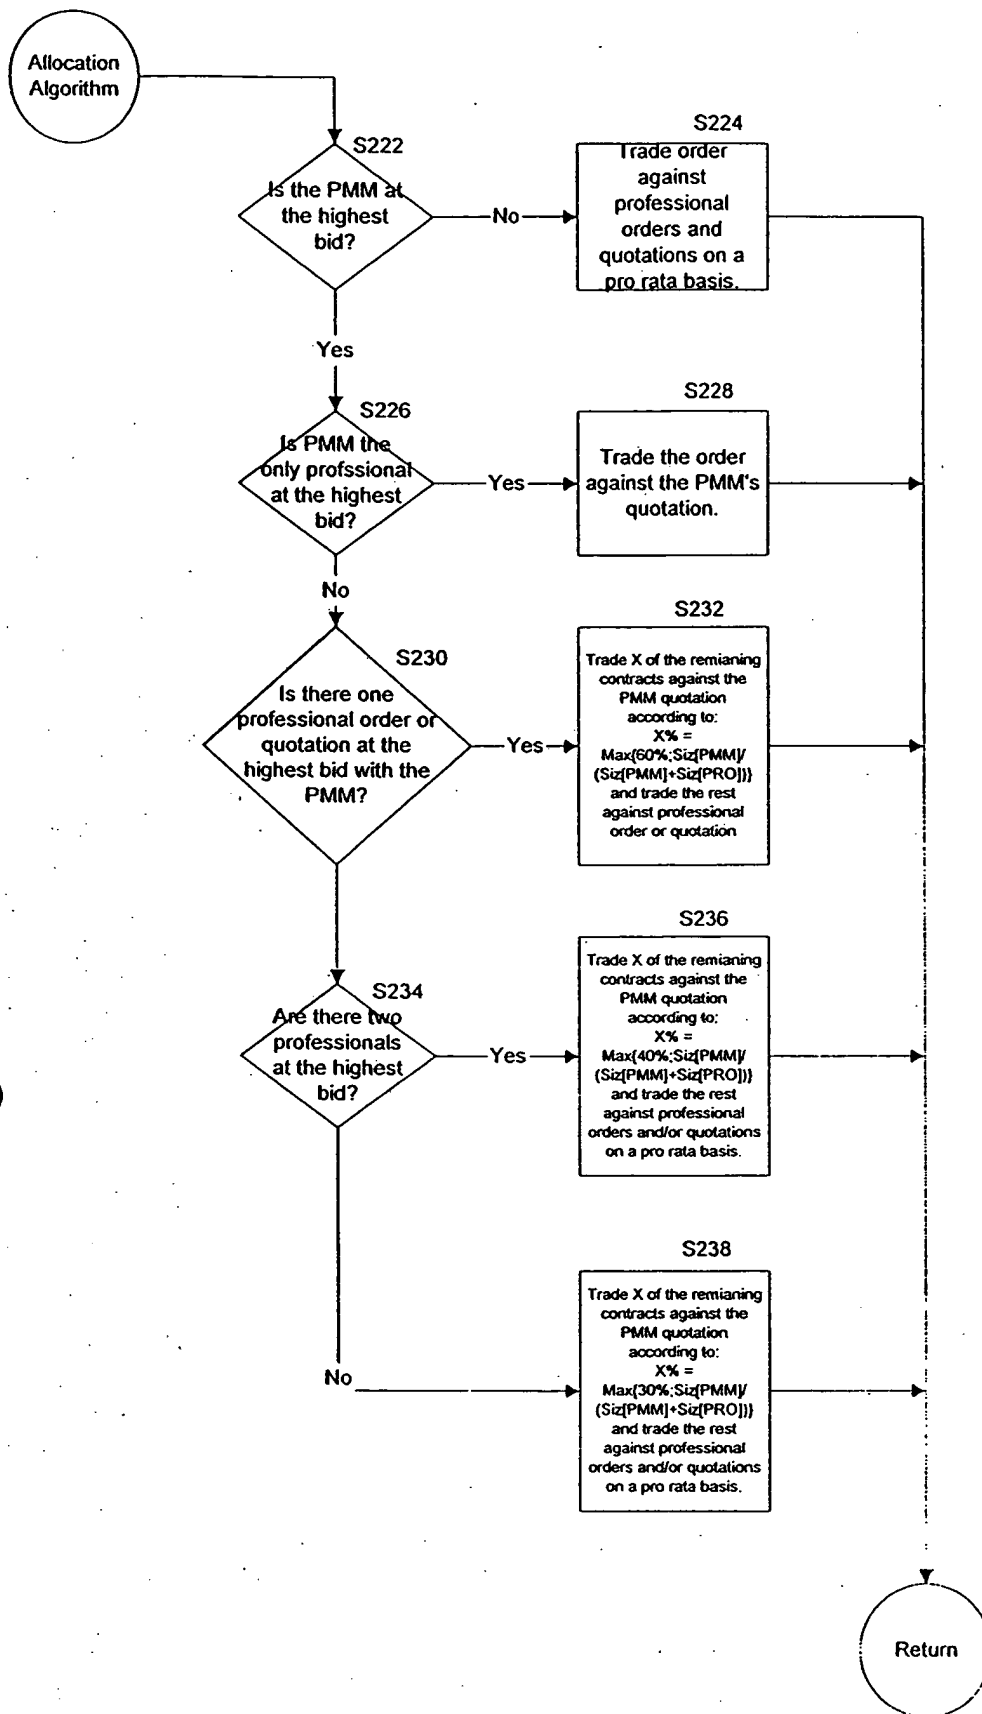 Allocation
Algorithm
S222
Is the PMM at
the highest
bid?
No
S224
Trade order
against
professional
orders and
quotations on a
pro rata basis.
Yes
S226
Is PMM the
only profssional
at the highest
bid?
Yes
S228
Trade the order
against the PMM's
quotation.
No
S230
Is there one
professional order or
quotation at the
highest bid with the
PMM?
Yes
S232
Trade X of the remianing
contracts against the
PMM quotation
according to:
X% =
Max{60%;Siz[PMM]/
(Siz[PMM]+Siz[PRO])}
and trade the rest
against professional
order or quotation
S234
Are there two
professionals
at the highest
bid?
Yes
S236
Trade X of the remianing
contracts against the
PMM quotation
according to:
X% =
Max{40%;Siz[PMM]/
(Siz[PMM]+Siz[PRO])}
and trade the rest
against professional
orders and/or quotations
on a pro rata basis.
No
S238
Trade X of the remianing
contracts against the
PMM quotation
according to:
X% =
Max{30%;Siz[PMM]/
(Siz[PMM]+Siz[PRO])}
and trade the rest
against professional
orders and/or quotations
on a pro rata basis.
Return